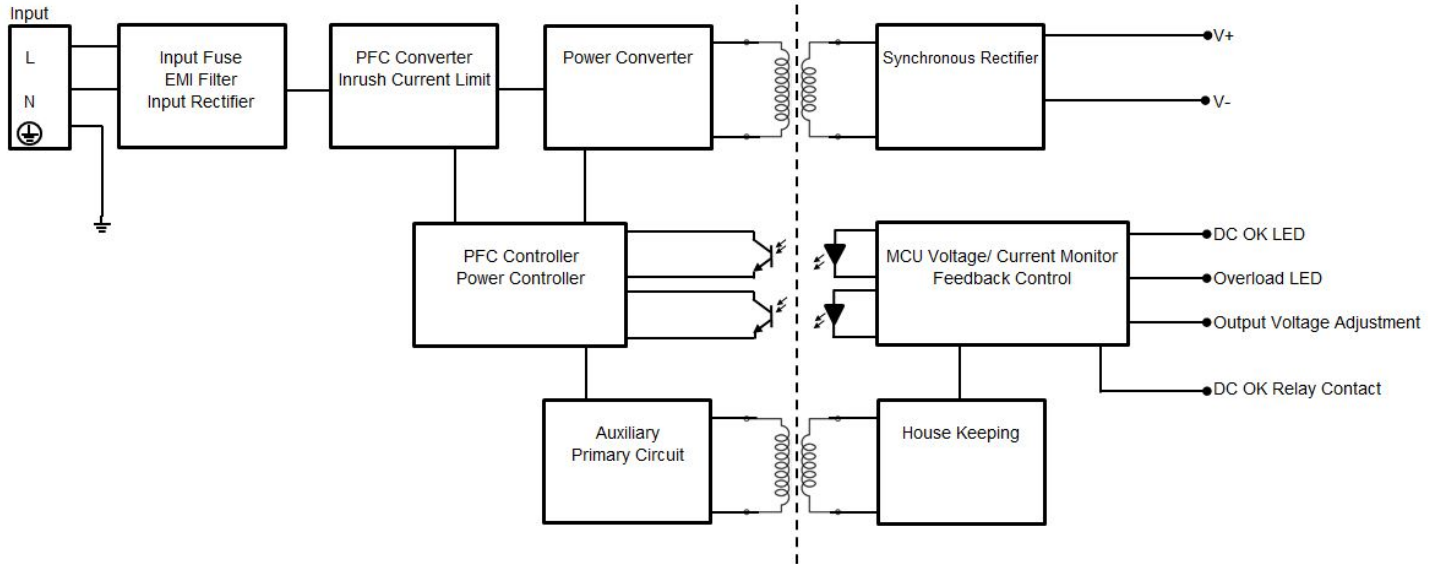 Input
L
N
Input Fuse
EMI Filter
Input Rectifier
PFC Converter
Inrush Current Limit
Power Converter
Synchronous Rectifier
V+
V-
PFC Controller
Power Controller
MCU Voltage/ Current Monitor
Feedback Control
DC OK LED
Overload LED
Output Voltage Adjustment
DC OK Relay Contact
Auxiliary
Primary Circuit
House Keeping